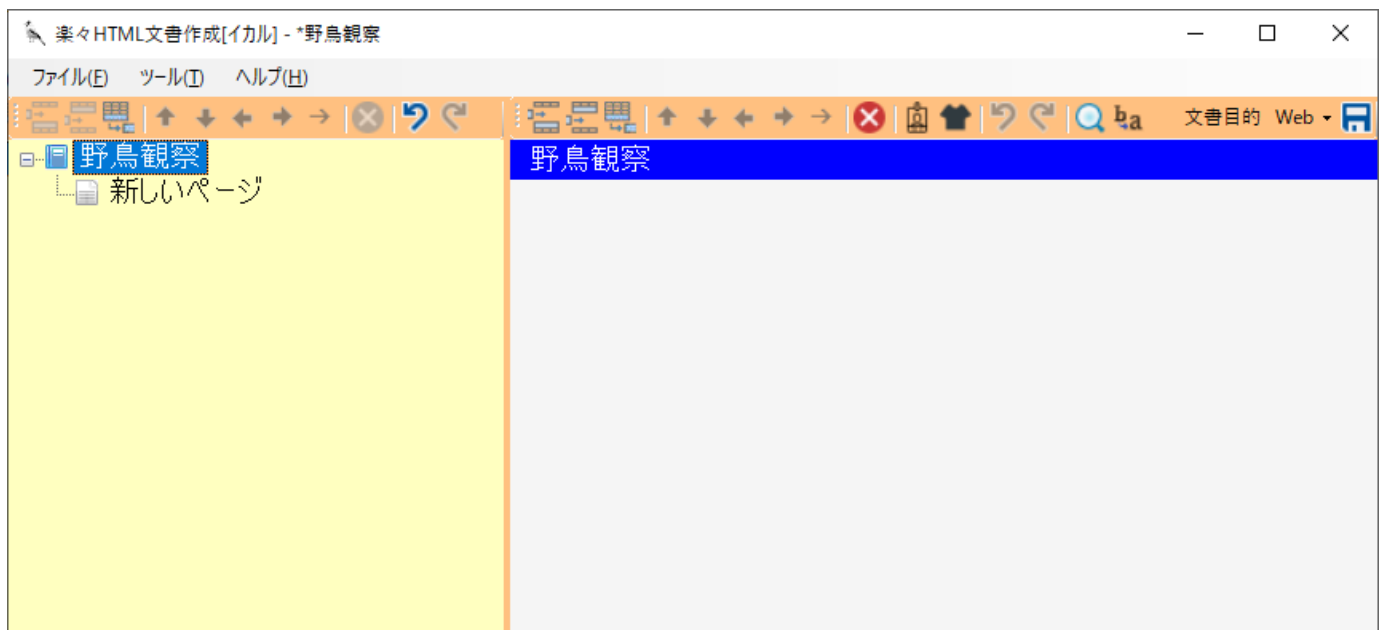 楽々HTML文書作成[イカル] - *野鳥観察
ファイル(F) ツール(T) ヘルプ(H)
ba 文書目的 Web
野鳥観察
新しいページ
野鳥観察